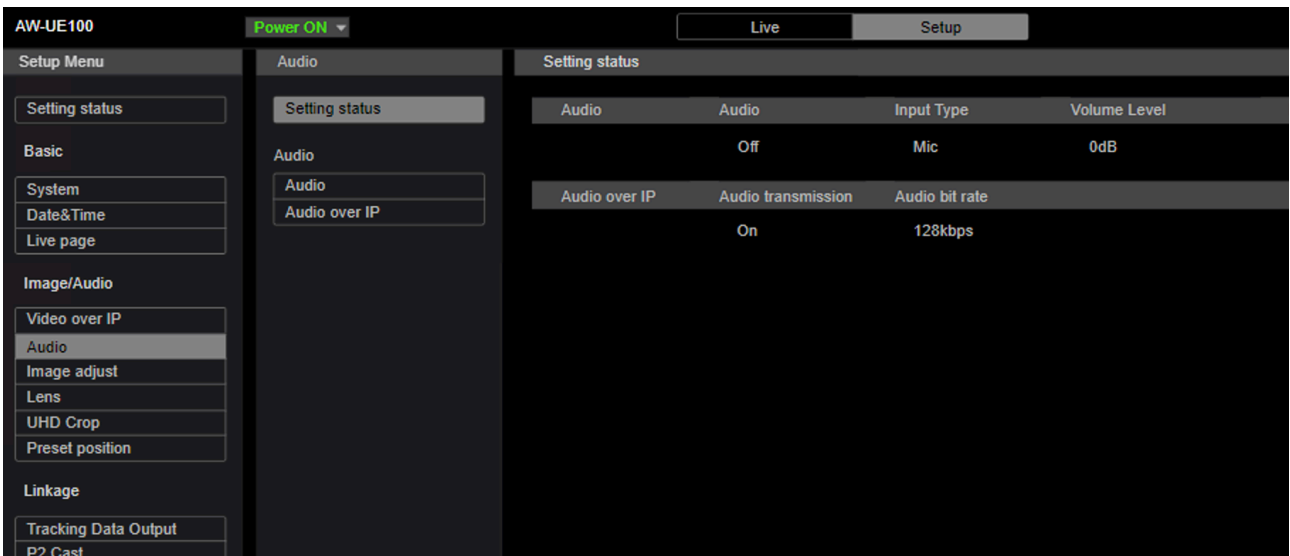 AW-UE100 Power ON Live Setup
Setup Menu
Setting status
Basic
System
Date&Time
Live page
Image/Audio
Video over IP
Audio
Image adjust
Lens
UHD Crop
Preset position
Linkage
Tracking Data Output
P2 Cast
Audio
Setting status
Audio
Audio
Audio over IP
Setting status
Audio Audio Input Type Volume Level
Off Mic 0dB
Audio over IP Audio transmission Audio bit rate
On 128kbps